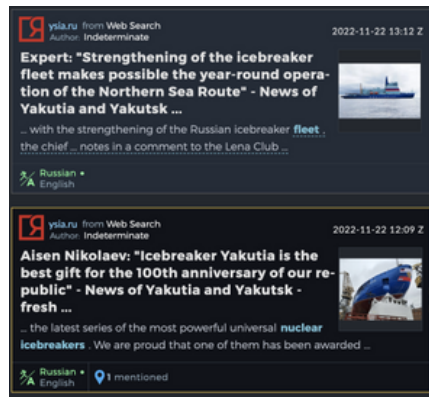 ysia.ru from Web Search 2022-11-22 13:12 Z
Author: Indeterminate
Expert: "Strengthening of the icebreaker
fleet makes possible the year-round opera-
tion of the Northern Sea Route" - News of
Yakutia and Yakutsk ...
... with the strengthening of the Russian icebreaker fleet ,
the chief ... notes in a comment to the Lena Club ...
Russian •
English
ysia.ru from Web Search 2022-11-22 12:09 Z
Author: Indeterminate
Aisen Nikolaev: "Icebreaker Yakutia is the
best gift for the 100th anniversary of our re-
public" - News of Yakutia and Yakutsk -
fresh ...
... the latest series of the most powerful universal nuclear
icebreakers . We are proud that one of them has been awarded ...
Russian •
English
1 mentioned